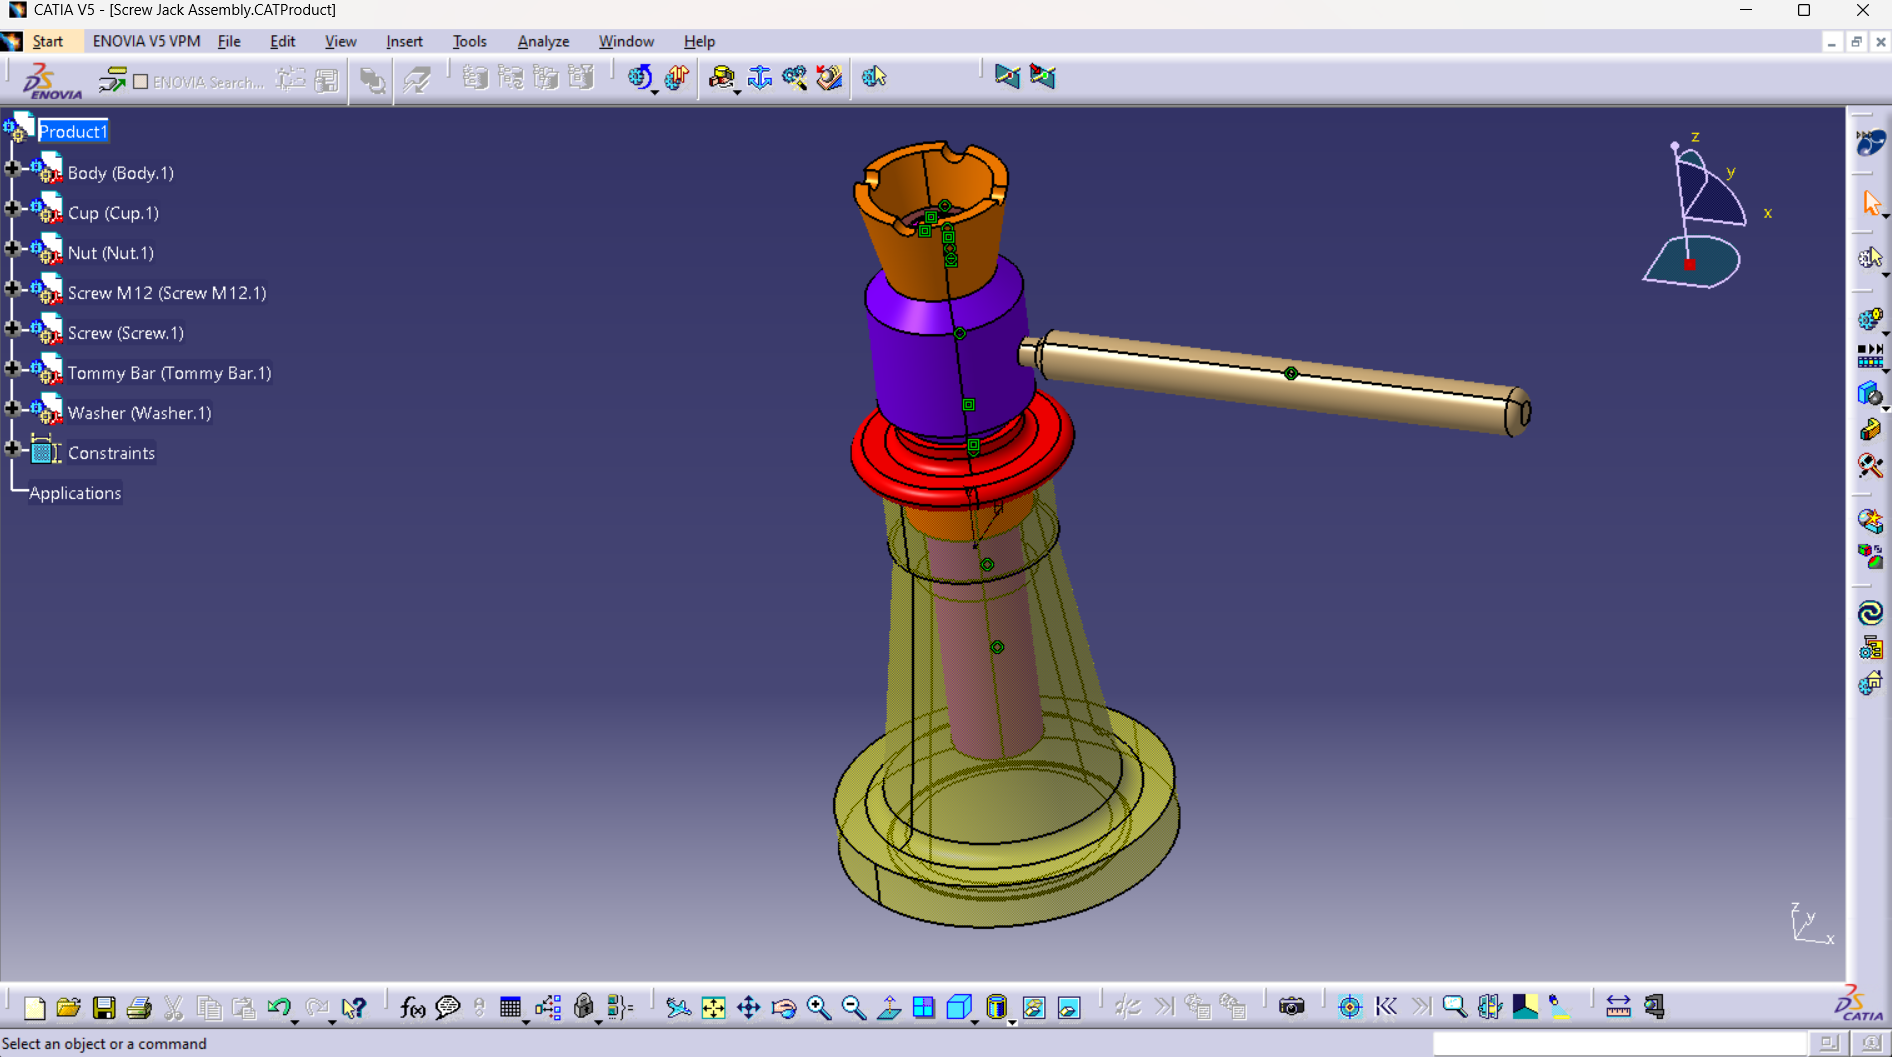 CATIA V5 - [Screw Jack Assembly.CATProduct]
Start ENOVIA V5 VPM File Edit View Insert Tools Analyze Window Help
ENOVIA ENOVIA Search...
Product1
Body (Body.1)
Cup (Cup.1)
Nut (Nut.1)
Screw M12 (Screw M12.1)
Screw (Screw.1)
Tommy Bar (Tommy Bar.1)
Washer (Washer.1)
Constraints
Applications
z
y
x
z
y
x
f(x)
CATIA
Select an object or a command